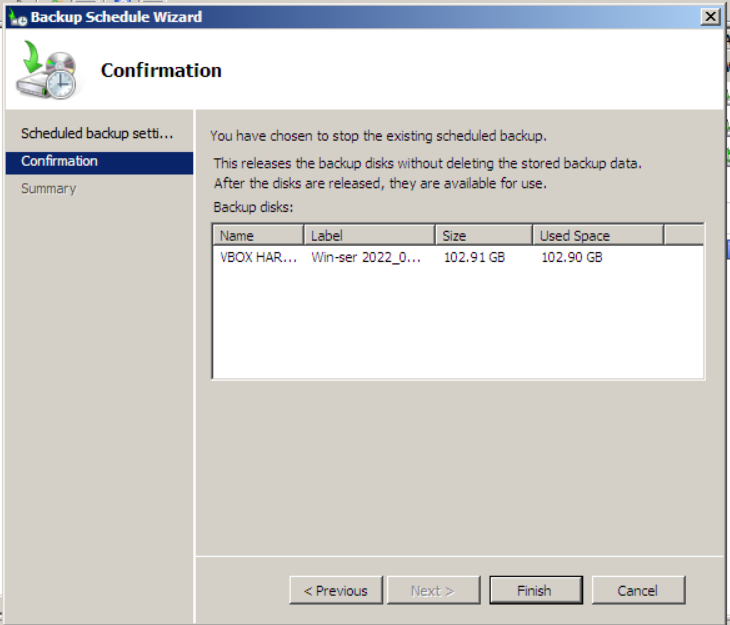 Backup Schedule Wizard
Confirmation
Scheduled backup setti...
Confirmation
Summary
You have chosen to stop the existing scheduled backup.
This releases the backup disks without deleting the stored backup data.
After the disks are released, they are available for use.
Backup disks:
Name Label Size Used Space
VBOX HAR... Win-ser 2022_0... 102.91 GB 102.90 GB
< Previous Next > Finish Cancel